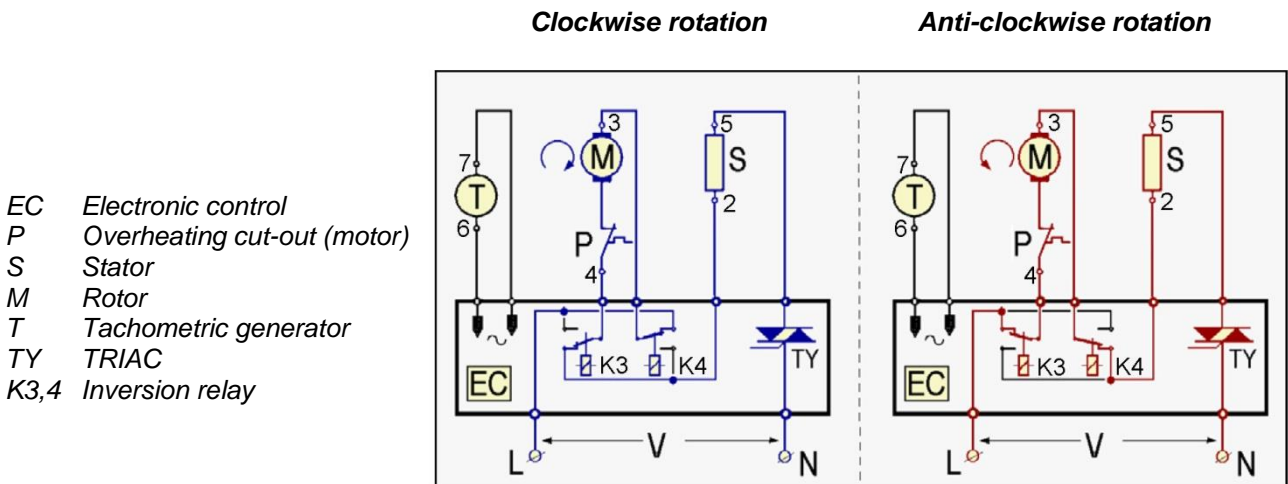 Clockwise rotation
Anti-clockwise rotation
EC Electronic control
P Overheating cut-out (motor)
S Stator
M Rotor
T Tachometric generator
TY TRIAC
K3,4 Inversion relay
3
5
7
M
S
T
2
6
P
4
K3
K4
TY
EC
V
L
N
3
5
7
M
S
T
2
6
P
4
K3
K4
TY
EC
V
L
N